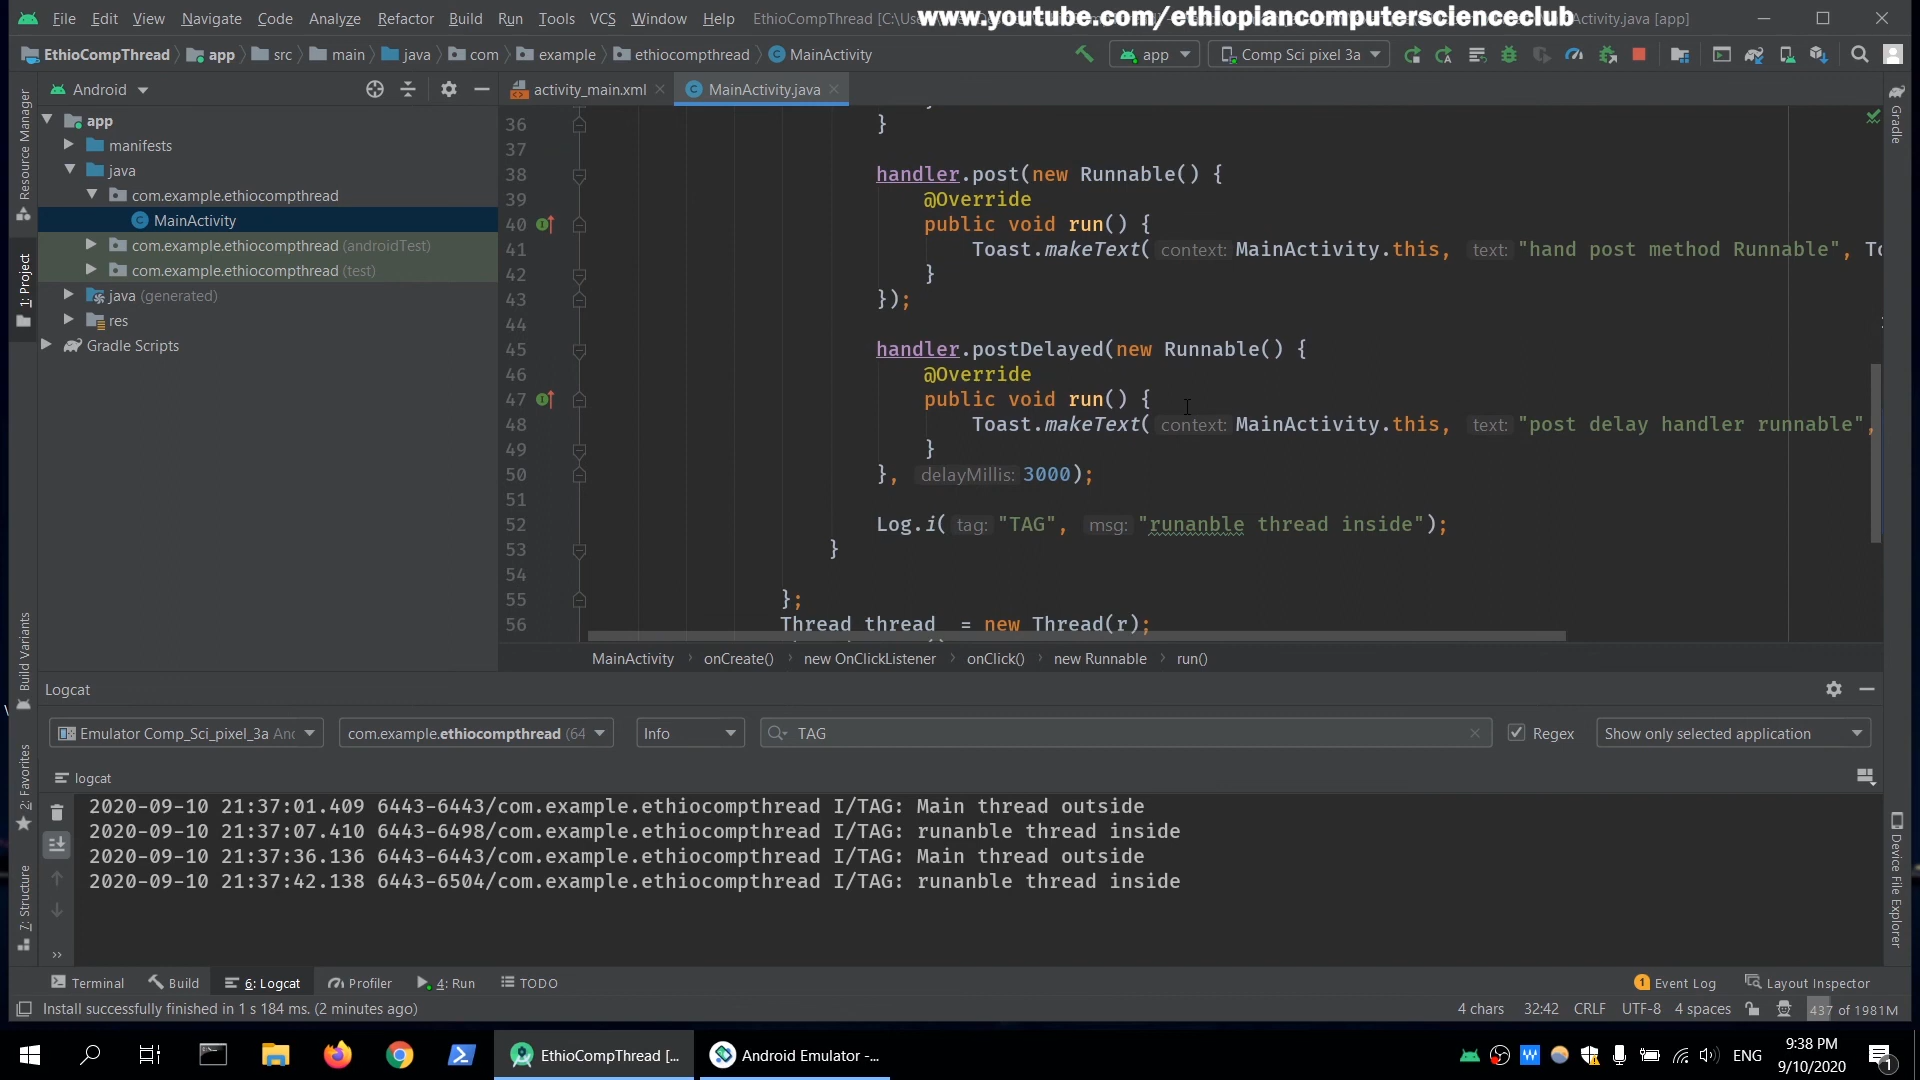 File Edit View Navigate Code Analyze Refactor Build Run Tools VCS Window Help EthioCompThread [C:\Users
www.youtube.com/ethiopiancomputerscienceclub
Activity.java [app]
EthioCompThread app src main java com example ethiocompthread MainActivity
app
Comp Sci pixel 3a
Android
activity_main.xml
MainActivity.java
app
manifests
java
com.example.ethiocompthread
MainActivity
com.example.ethiocompthread (androidTest)
com.example.ethiocompthread (test)
java (generated)
res
Gradle Scripts
Resource Manager
1: Project
Build Variants
2: Favorites
7: Structure
Gradle
Device File Explorer
36 }
37
38 handler.post(new Runnable() {
39 @Override
40 public void run() {
41 Toast.makeText( context: MainActivity.this, text: "hand post method Runnable", To
42 }
43 });
44
45 handler.postDelayed(new Runnable() {
46 @Override
47 public void run() {
48 Toast.makeText( context: MainActivity.this, text: "post delay handler runnable",
49 }
50 }, delayMillis: 3000);
51
52 Log.i( tag: "TAG", msg: "runanble thread inside");
53 }
54
55 };
56 Thread thread = new Thread(r);
MainActivity onCreate() new OnClickListener onClick() new Runnable run()
Logcat
Emulator Comp_Sci_pixel_3a Anc
com.example.ethiocompthread (64
Info
TAG
Regex
Show only selected application
logcat
2020-09-10 21:37:01.409 6443-6443/com.example.ethiocompthread I/TAG: Main thread outside
2020-09-10 21:37:07.410 6443-6498/com.example.ethiocompthread I/TAG: runanble thread inside
2020-09-10 21:37:36.136 6443-6443/com.example.ethiocompthread I/TAG: Main thread outside
2020-09-10 21:37:42.138 6443-6504/com.example.ethiocompthread I/TAG: runanble thread inside
Terminal Build 6: Logcat Profiler 4: Run TODO
1 Event Log Layout Inspector
Install successfully finished in 1 s 184 ms. (2 minutes ago)
4 chars 32:42 CRLF UTF-8 4 spaces 437 of 1981M
EthioCompThread [...
Android Emulator -...
ENG
9:38 PM
9/10/2020
1